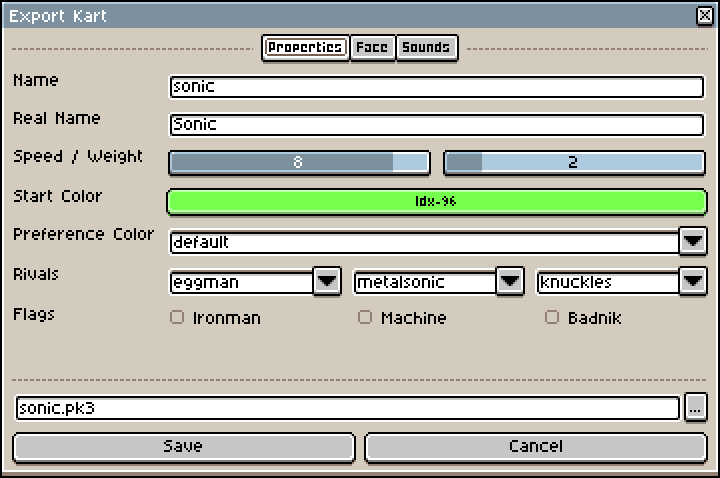 Export Kart
Properties Face Sounds
Name sonic
Real Name Sonic
Speed / Weight 8 2
Start Color Idx-96
Preference Color default
Rivals eggman metalsonic knuckles
Flags Ironman Machine Badnik
sonic.pk3 ...
Save Cancel